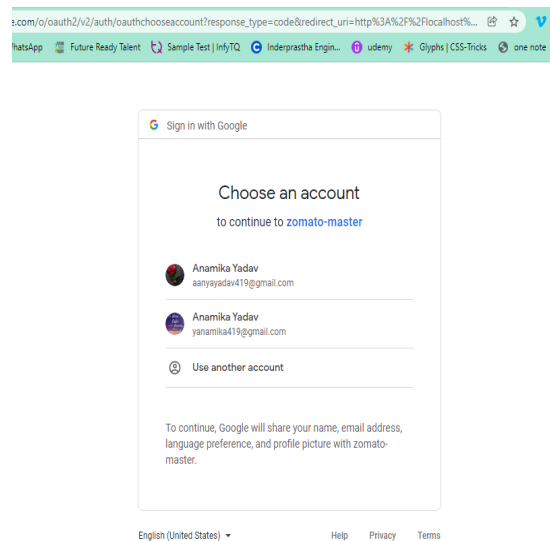 e.com/o/oauth2/v2/auth/oauthchooseaccount?response_type=code&redirect_uri=http%3A%2F%2Flocalhost%...
WhatsApp Future Ready Talent Sample Test | InfyTQ Inderprastha Engin... udemy Glyphs | CSS-Tricks one note
Sign in with Google
Choose an account
to continue to zomato-master
Anamika Yadav
aanyayadav419@gmail.com
Anamika Yadav
yanamika419@gmail.com
Use another account
To continue, Google will share your name, email address,
language preference, and profile picture with zomato-
master.
English (United States) Help Privacy Terms